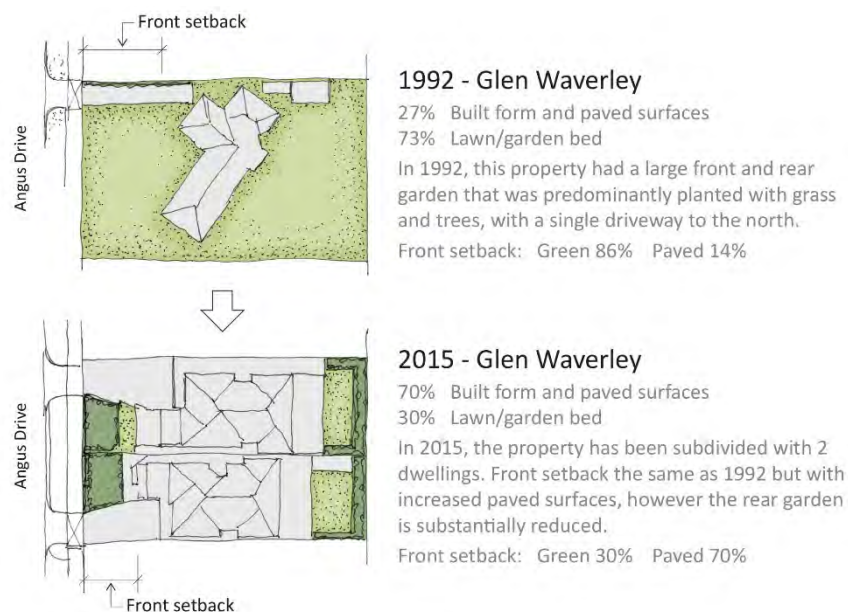 Front setback
Angus Drive
1992 - Glen Waverley
27% Built form and paved surfaces
73% Lawn/garden bed
In 1992, this property had a large front and rear
garden that was predominantly planted with grass
and trees, with a single driveway to the north.
Front setback: Green 86% Paved 14%
Angus Drive
2015 - Glen Waverley
70% Built form and paved surfaces
30% Lawn/garden bed
In 2015, the property has been subdivided with 2
dwellings. Front setback the same as 1992 but with
increased paved surfaces, however the rear garden
is substantially reduced.
Front setback: Green 30% Paved 70%
Front setback